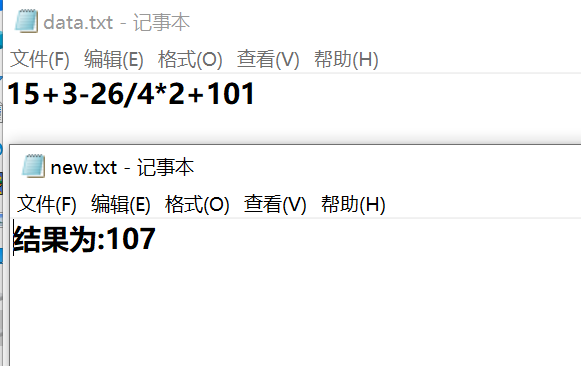 data.txt - 记事本
文件(F) 编辑(E) 格式(O) 查看(V) 帮助(H)
15+3-26/4*2+101
new.txt - 记事本
文件(F) 编辑(E) 格式(O) 查看(V) 帮助(H)
结果为:107